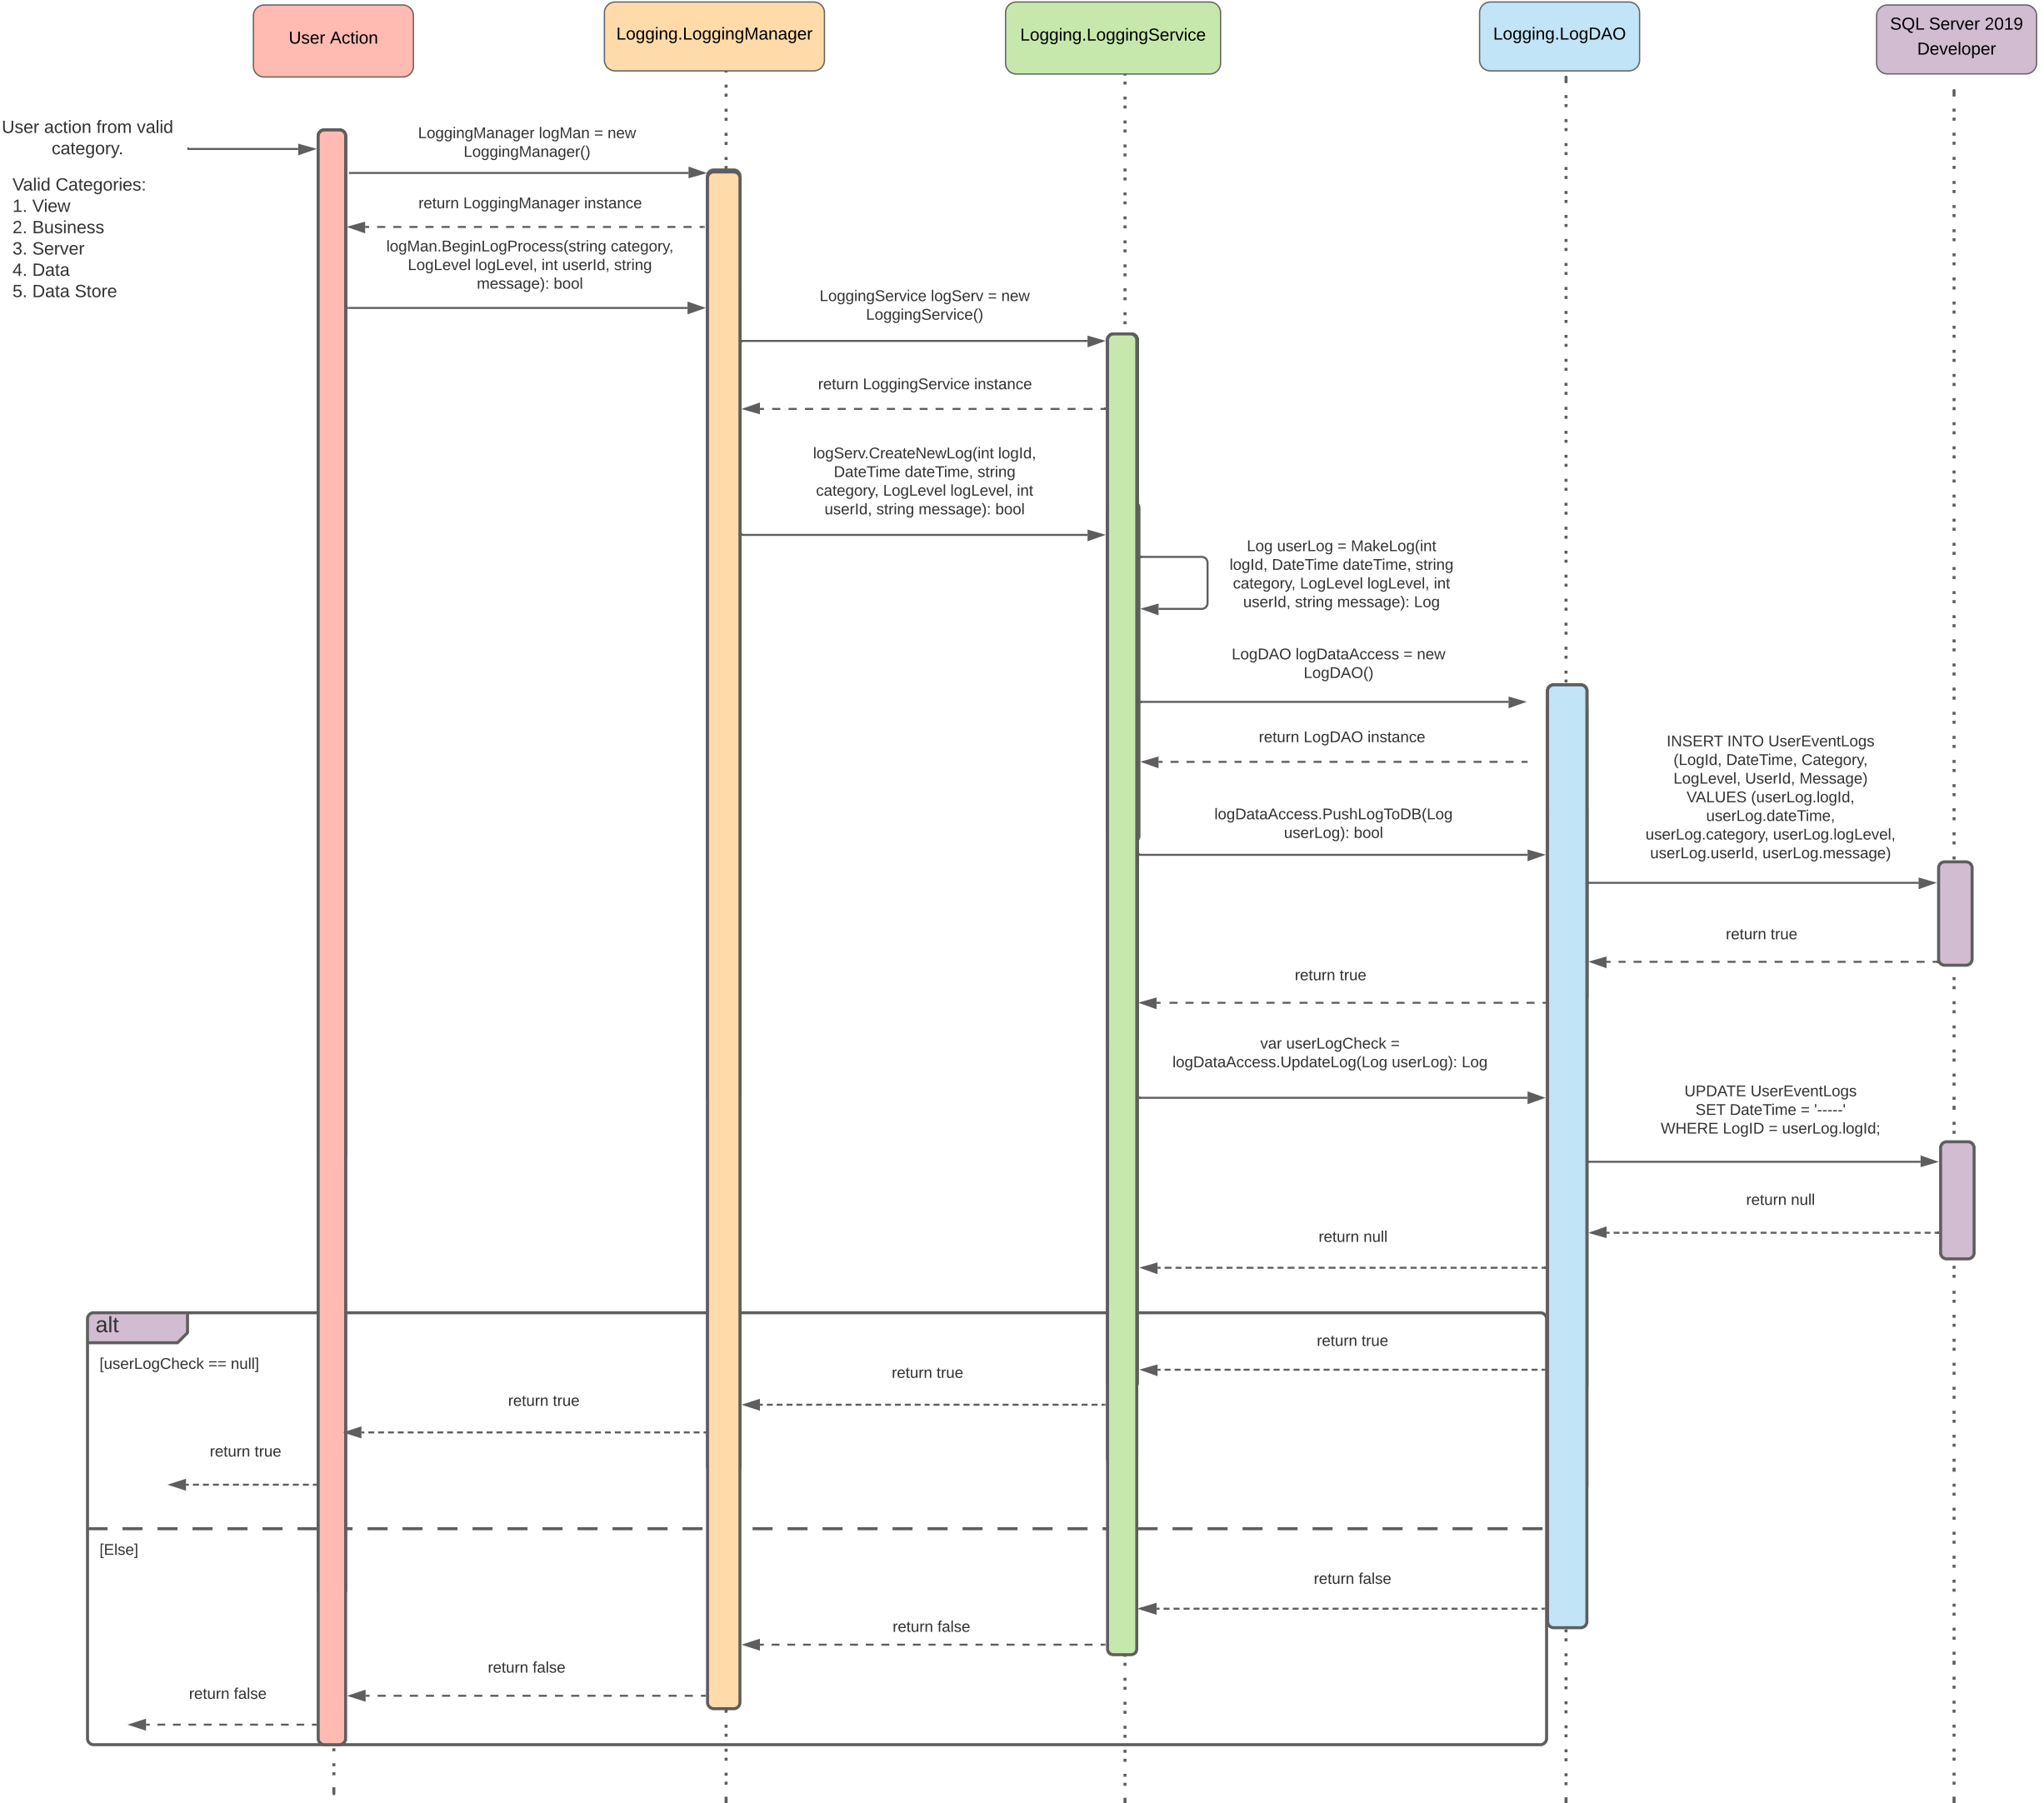 User Action
Logging.LoggingManager
Logging.LoggingService
Logging.LogDAO
SQL Server 2019
Developer
User action from valid
category.
Valid Categories:
1. View
2. Business
3. Server
4. Data
5. Data Store
LoggingManager logMan = new
LoggingManager()
return LoggingManager instance
logMan.BeginLogProcess(string category,
LogLevel logLevel, int userId, string
message): bool
LoggingService logServ = new
LoggingService()
return LoggingService instance
logServ.CreateNewLog(int logId,
DateTime dateTime, string
category, LogLevel logLevel, int
userId, string message): bool
Log userLog = MakeLog(int
logId, DateTime dateTime, string
category, LogLevel logLevel, int
userId, string message): Log
LogDAO logDataAccess = new
LogDAO()
return LogDAO instance
logDataAccess.PushLogToDB(Log
userLog): bool
INSERT INTO UserEventLogs
(LogId, DateTime, Category,
LogLevel, UserId, Message)
VALUES (userLog.logId,
userLog.dateTime,
userLog.category, userLog.logLevel,
userLog.userId, userLog.message)
return true
return true
var userLogCheck =
logDataAccess.UpdateLog(Log userLog): Log
UPDATE UserEventLogs
SET DateTime = '-----'
WHERE LogID = userLog.logId;
return null
return null
alt
[userLogCheck == null]
return true
return true
return true
return true
[Else]
return false
return false
return false
return false